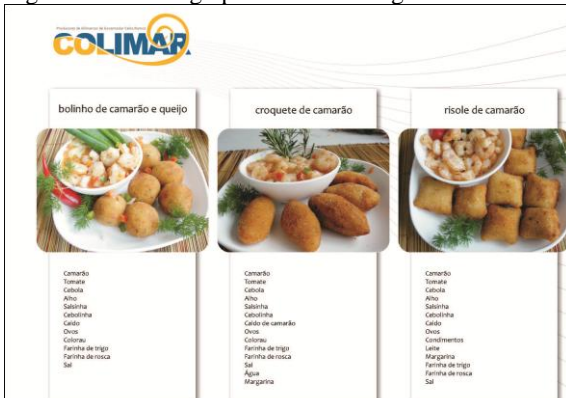 COLIMAR
bolinho de camarão e queijo
croquete de camarão
risole de camarão
Camarão
Tomate
Cebola
Alho
Salsinha
Cebolinha
Caldo
Ovos
Colorau
Farinha de trigo
Farinha de rosca
Sal
Camarão
Tomate
Cebola
Alho
Salsinha
Cebolinha
Caldo de camarão
Ovos
Colorau
Farinha de trigo
Farinha de rosca
Sal
Água
Margarina
Camarão
Tomate
Cebola
Alho
Salsinha
Cebolinha
Caldo
Ovos
Condimentos
Leite
Margarina
Farinha de trigo
Farinha de rosca
Sal